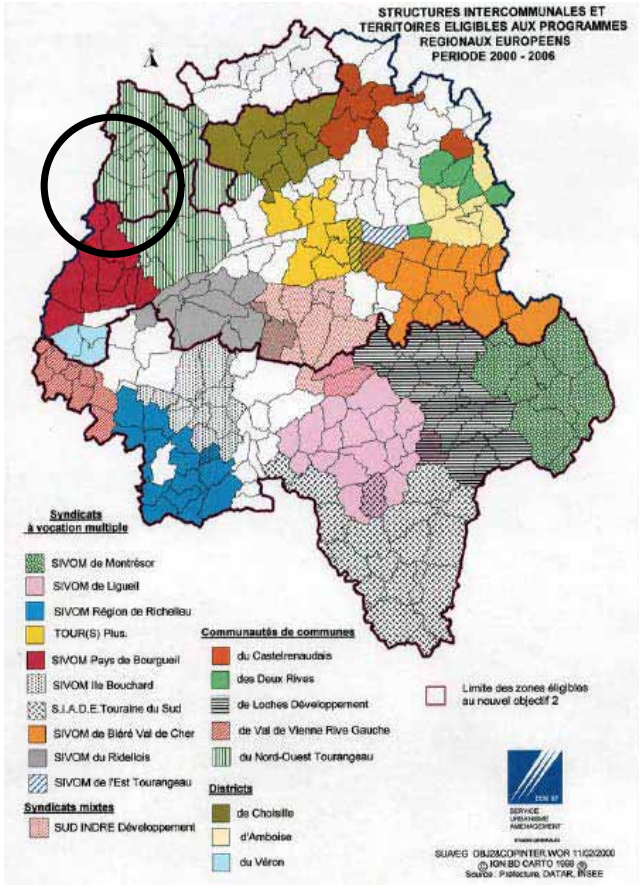 STRUCTURES INTERCOMMUNALES ET
TERRITOIRES ELIGIBLES AUX PROGRAMMES
REGIONAUX EUROPEENS
PERIODE 2000 - 2006
Syndicats
à vocation multiple
SIVOM de Montrésor
SIVOM de Ligueil
SIVOM Région de Richelieu
TOUR(S) Plus.
SIVOM Pays de Bourgueil
SIVOM Ile Bouchard
S.I.A.D.E.Touraine du Sud
SIVOM de Bléré Val de Cher
SIVOM du Ridellois
SIVOM de l'Est Tourangeau
Syndicats mixtes
SUD INDRE Développement
Communautés de communes
du Castelrenaudais
des Deux Rives
de Loches Développement
de Val de Vienne Rive Gauche
du Nord-Ouest Tourangeau
Districts
de Choisille
d'Amboise
du Véron
Limite des zones éligibles
au nouvel objectif 2
SERVICE
URBANISME
AMENAGEMENT
SUA/EG OBJ2&COPINTER.WOR 11/02/2000
© IGN BD CARTO 1998 ®
Source : Préfecture, DATAR, INSEE